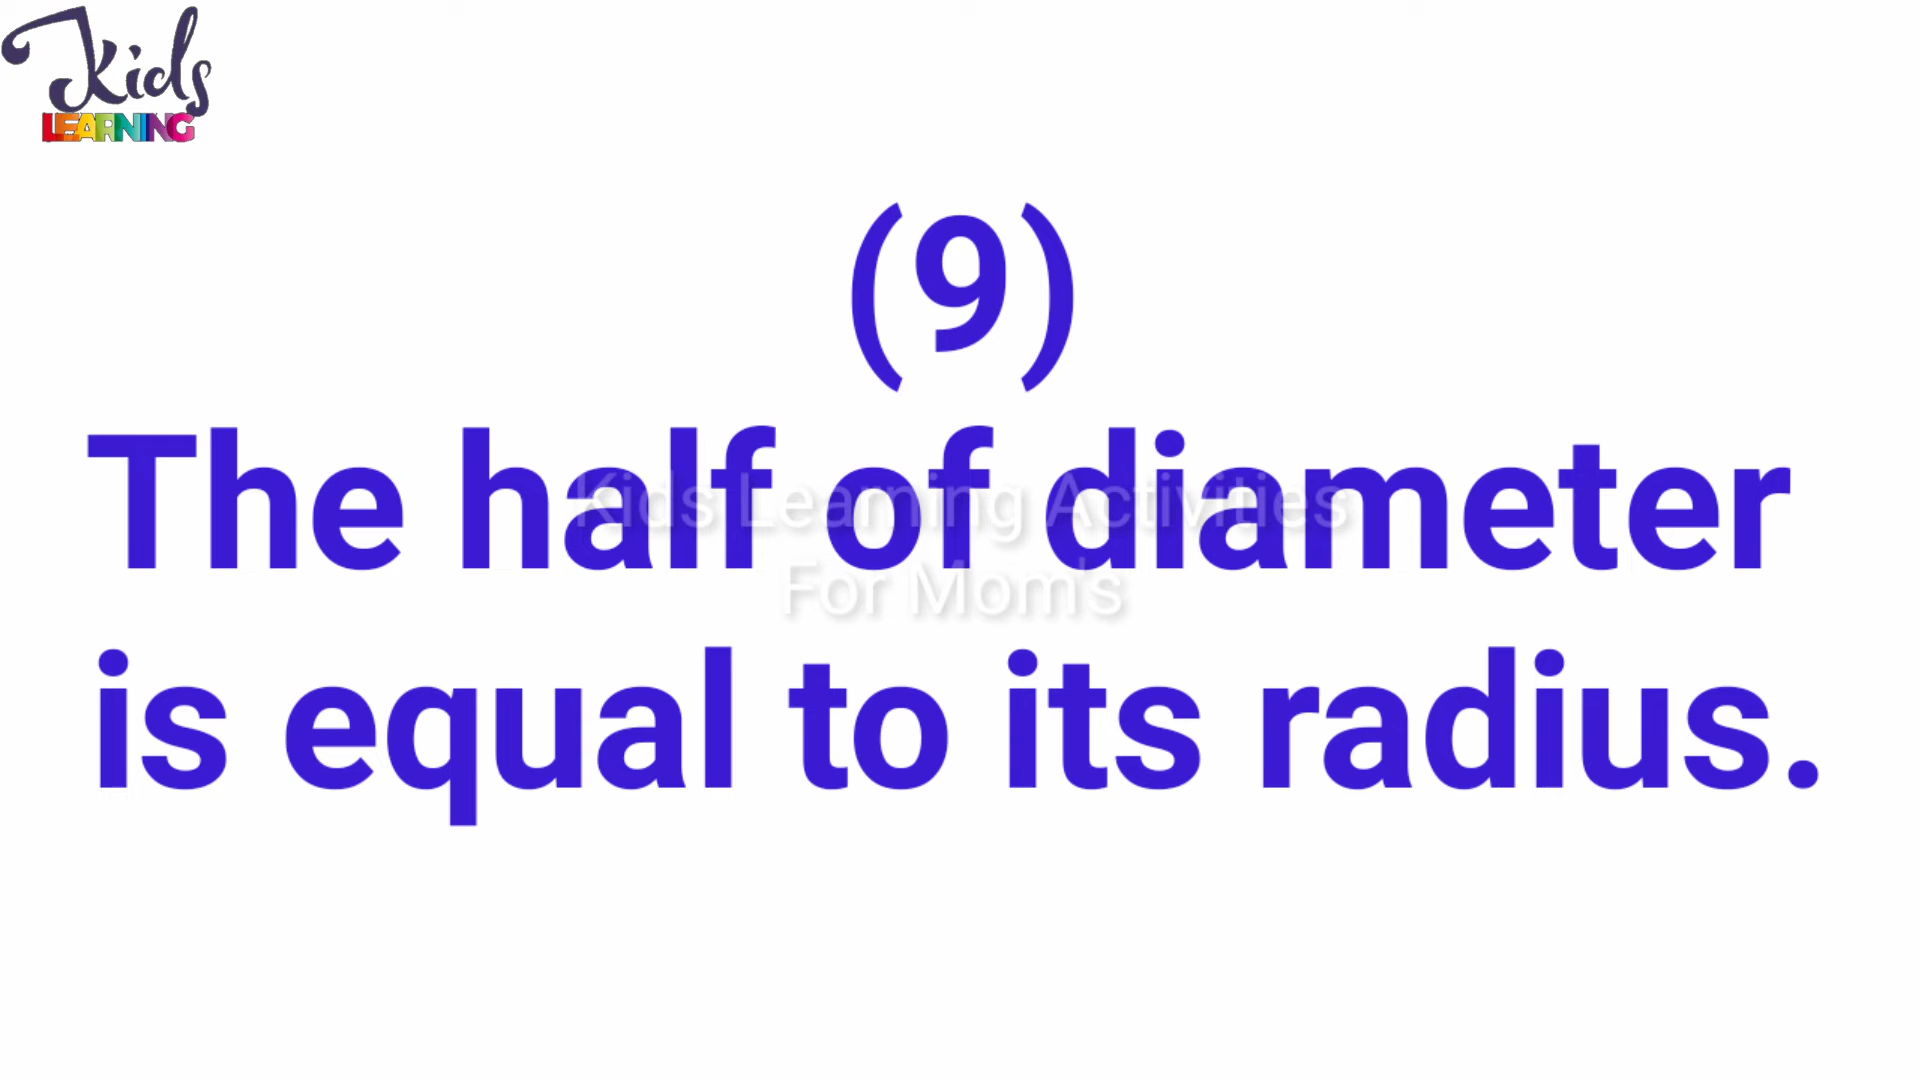 Kids
LEARNING
(9)
The half of diameter
Kids Learning Activities
For Mom's
is equal to its radius.